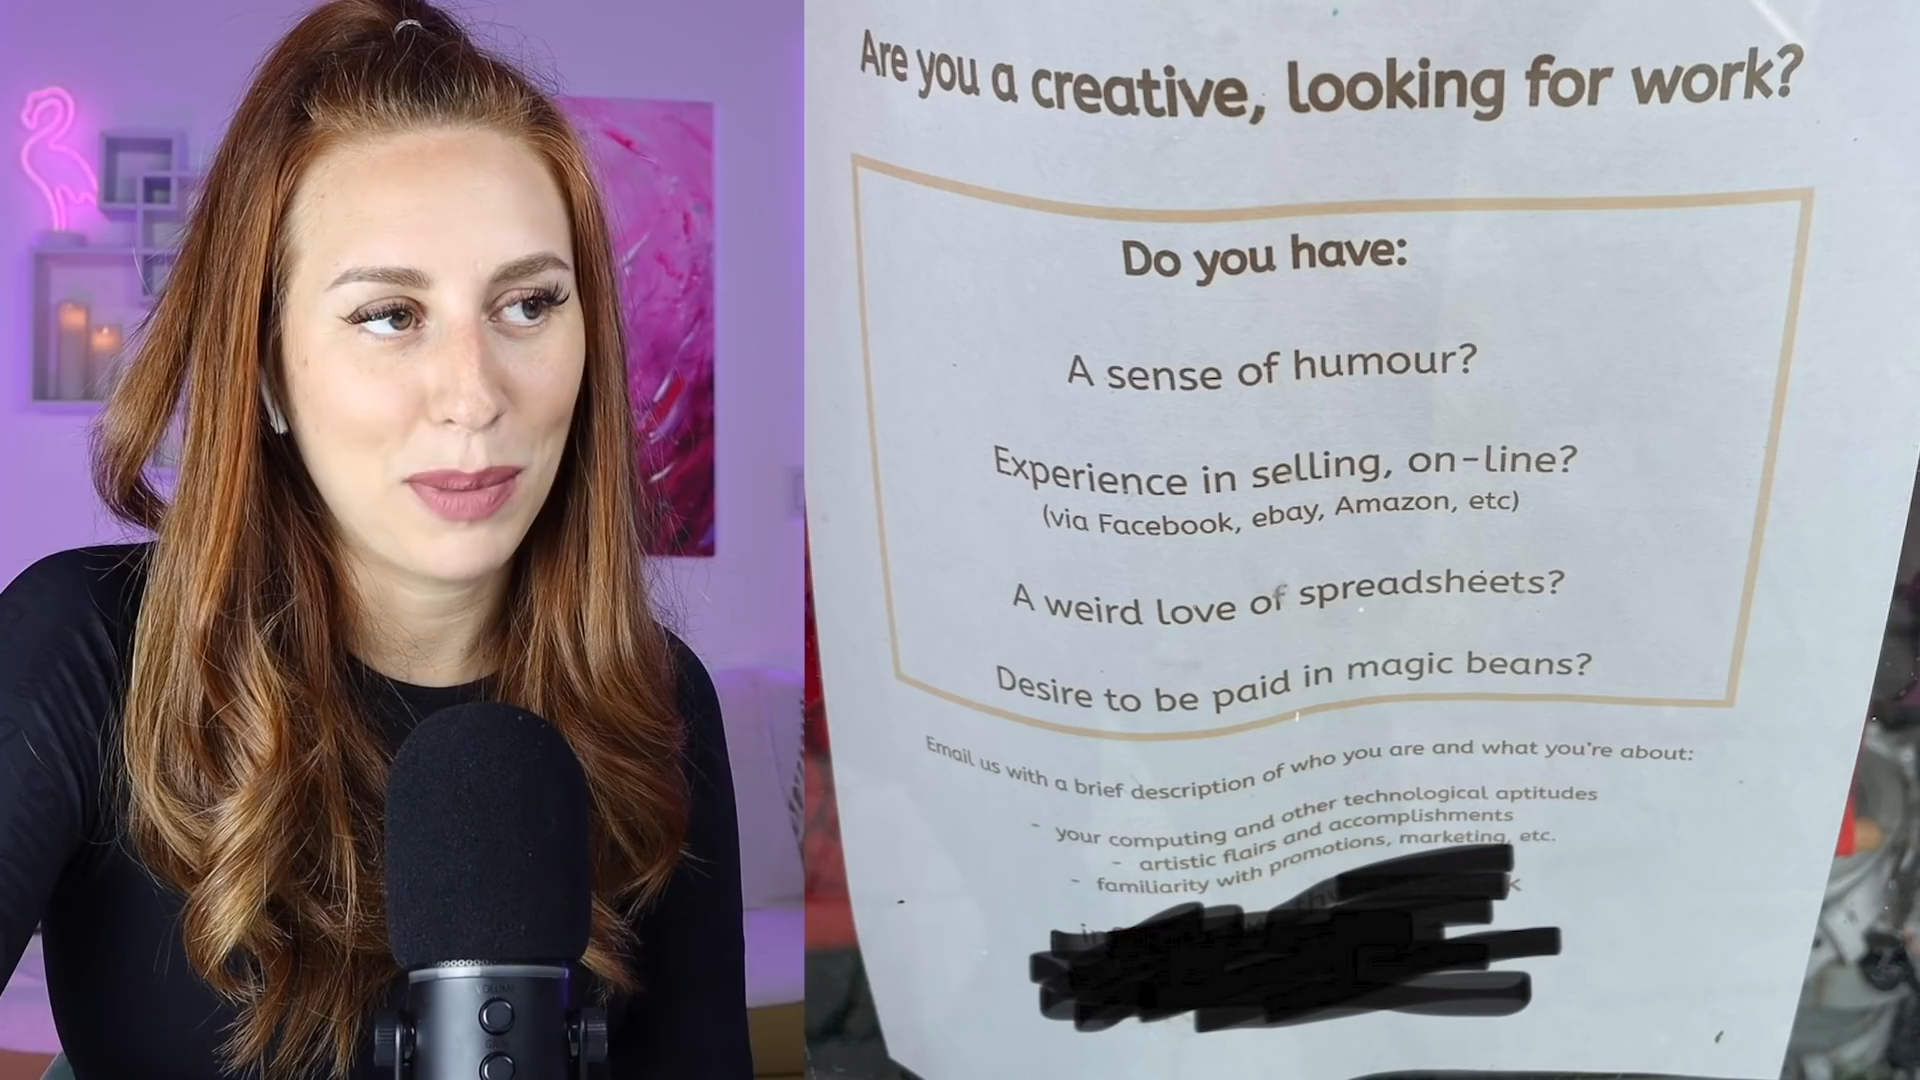 Are you a creative, looking for work?
Do you have:
A sense of humour?
Experience in selling, on-line?
(via Facebook, ebay, Amazon, etc)
A weird love of spreadsheets?
Desire to be paid in magic beans?
Email us with a brief description of who you are and what you're about:
- your computing and other technological aptitudes
- artistic flairs and accomplishments
- familiarity with promotions, marketing, etc.
VOLUME
GAIN